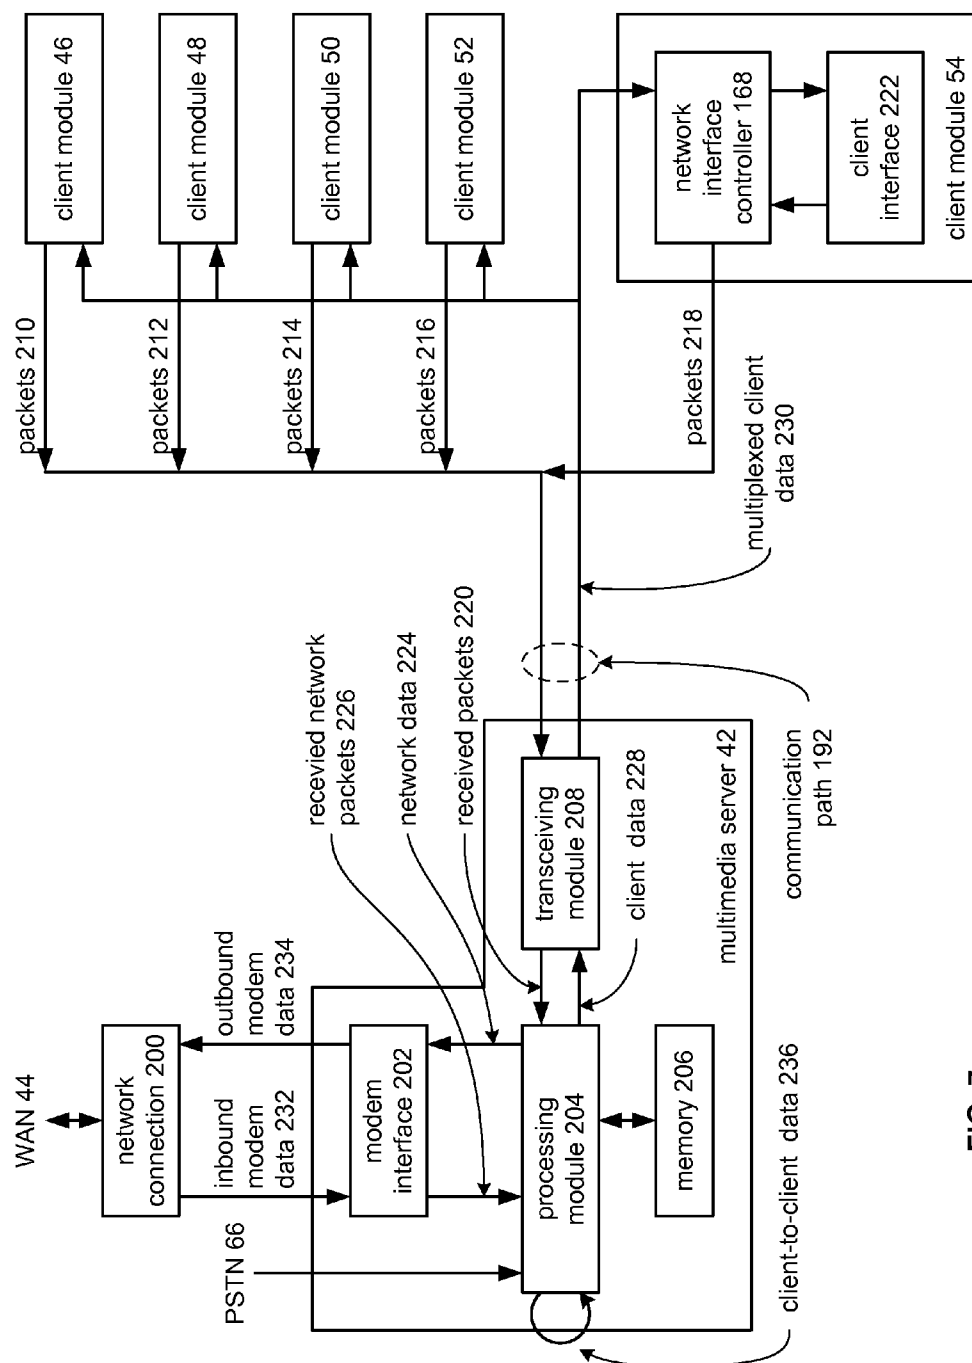 WAN 44
network
connection 200
inbound
modem
data 232
outbound
modem
data 234
PSTN 66
modem
interface 202
processing
module 204
memory 206
client-to-client data 236
recevied network
packets 226
network data 224
received packets 220
transceiving
module 208
client data 228
multimedia server 42
communication
path 192
multiplexed client
data 230
packets 210
packets 212
packets 214
packets 216
packets 218
client module 46
client module 48
client module 50
client module 52
network
interface
controller 168
client
interface 222
client module 54